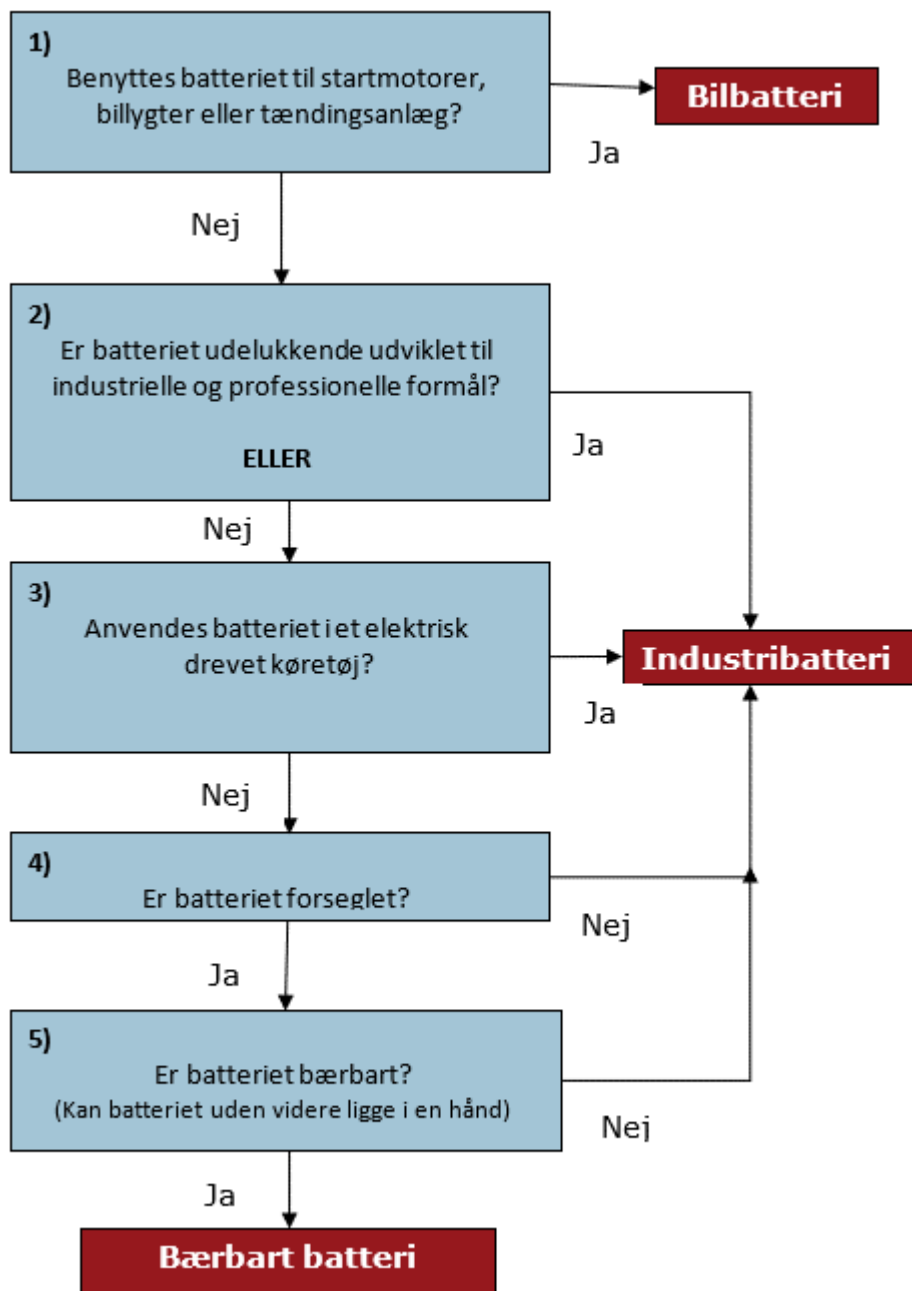 1)
Benyttes batteriet til startmotorer,
billygter eller tændingsanlæg?
Bilbatteri
Ja
Nej
2)
Er batteriet udelukkende udviklet til
industrielle og professionelle formål?
ELLER
Ja
Nej
3)
Anvendes batteriet i et elektrisk
drevet køretøj?
Industribatteri
Ja
Nej
4)
Er batteriet forseglet?
Nej
Ja
5)
Er batteriet bærbart?
(Kan batteriet uden videre ligge i en hånd)
Nej
Ja
Bærbart batteri